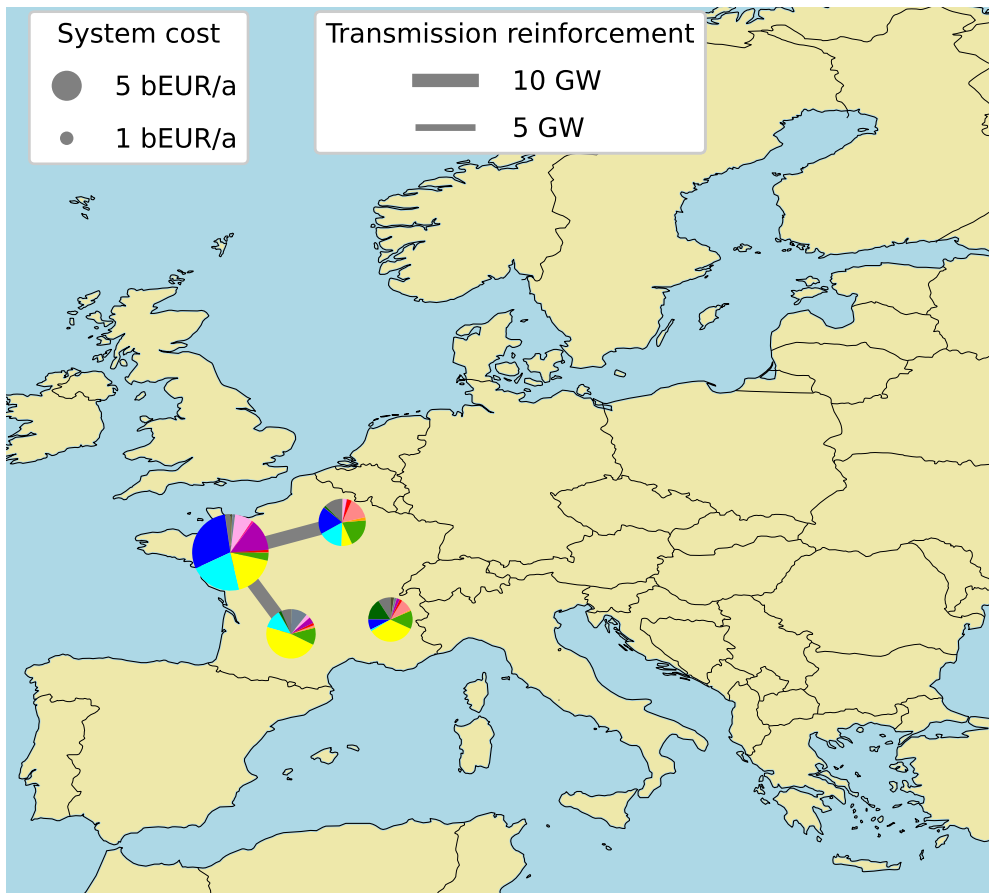 System cost
5 bEUR/a
1 bEUR/a
Transmission reinforcement
10 GW
5 GW